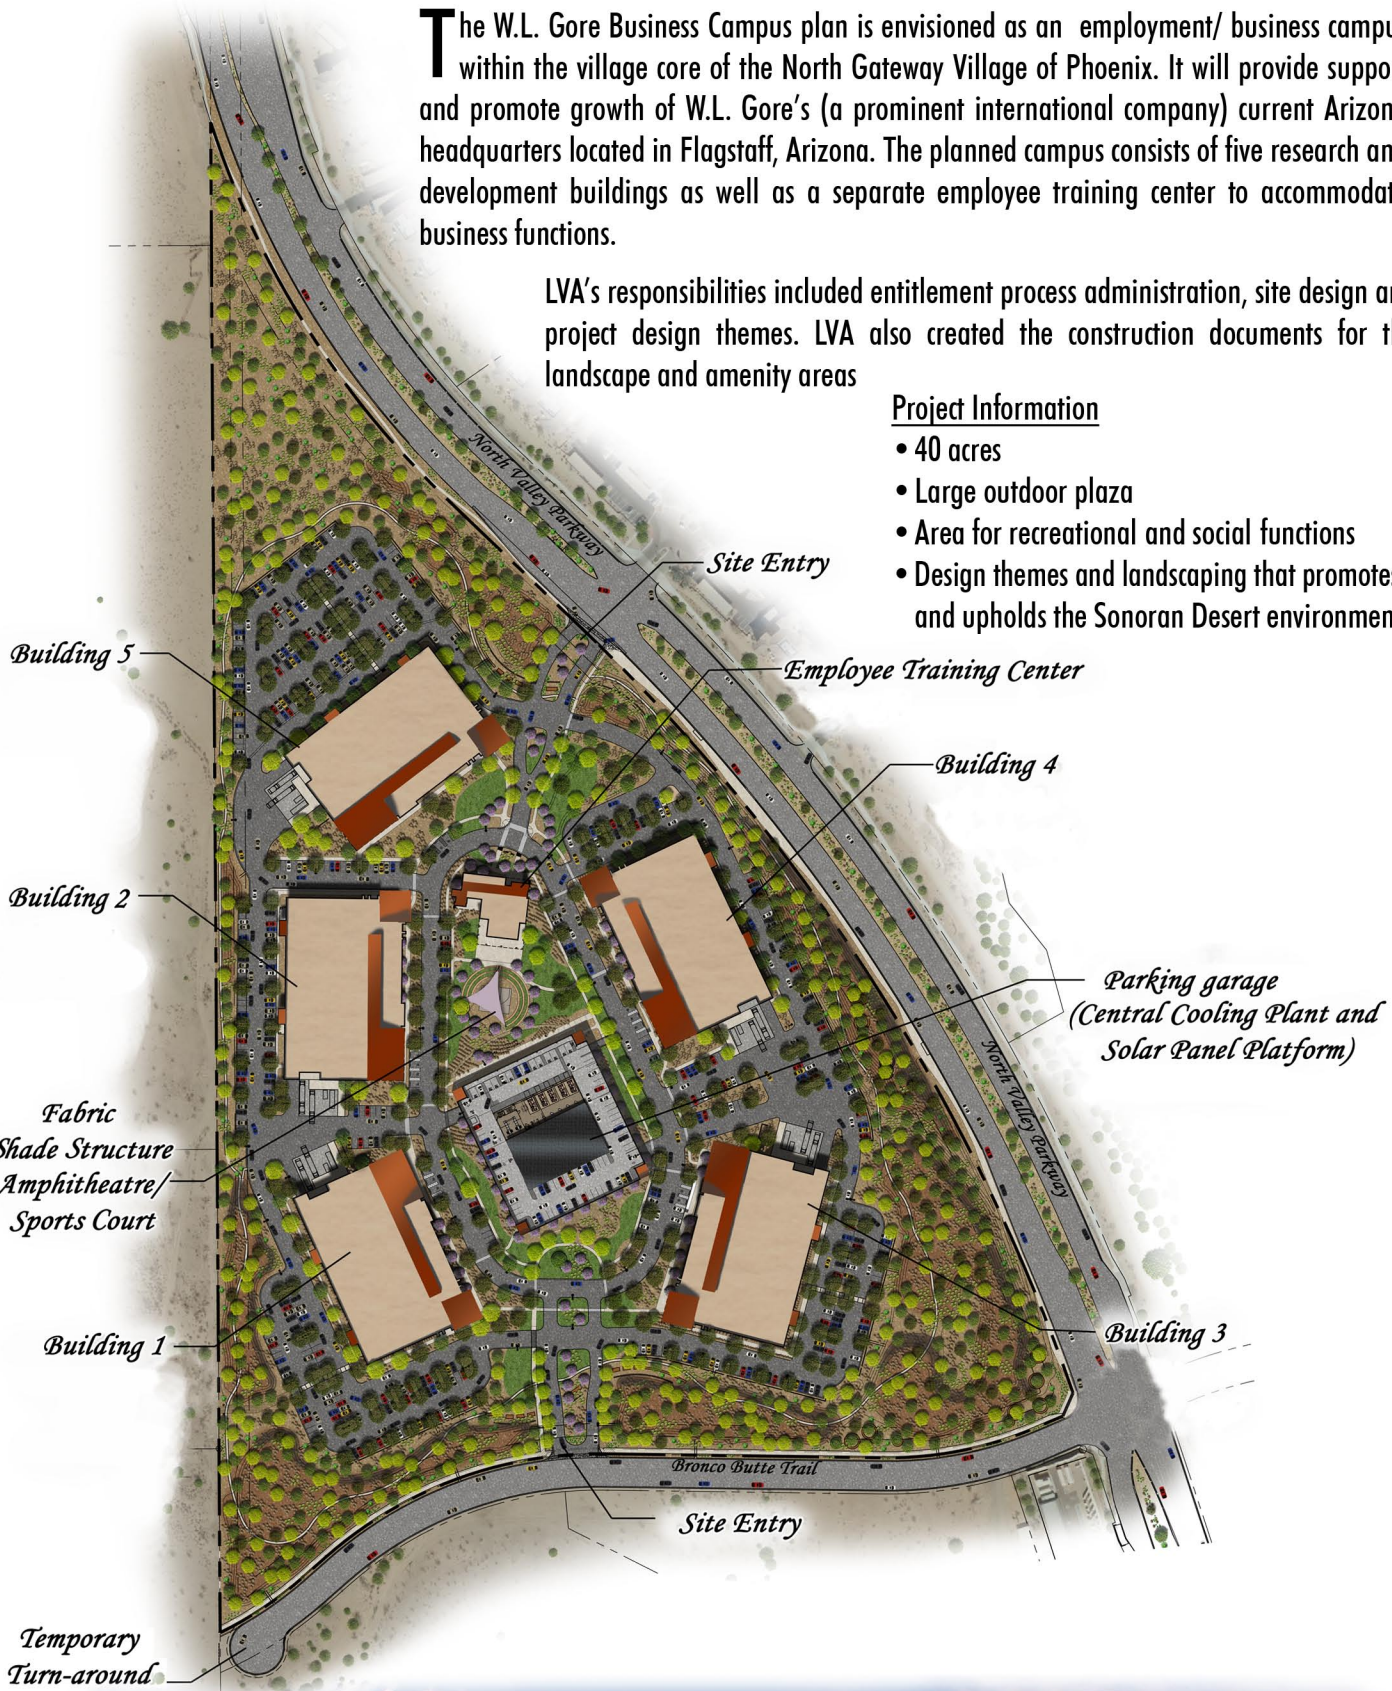 The W.L. Gore Business Campus plan is envisioned as an employment/ business campu
within the village core of the North Gateway Village of Phoenix. It will provide suppor
and promote growth of W.L. Gore's (a prominent international company) current Arizon
headquarters located in Flagstaff, Arizona. The planned campus consists of five research an
development buildings as well as a separate employee training center to accommodat
business functions.
LVA's responsibilities included entitlement process administration, site design an
project design themes. LVA also created the construction documents for th
landscape and amenity areas
Project Information
• 40 acres
• Large outdoor plaza
• Area for recreational and social functions
• Design themes and landscaping that promotes
and upholds the Sonoran Desert environmen
North Valley Parkway
Site Entry
Building 5
Employee Training Center
Building 4
Building 2
Parking garage
(Central Cooling Plant and
Solar Panel Platform)
North Valley Parkway
Fabric
Shade Structure
Amphitheatre/
Sports Court
Building 1
Building 3
Bronco Butte Trail
Site Entry
Temporary
Turn-around